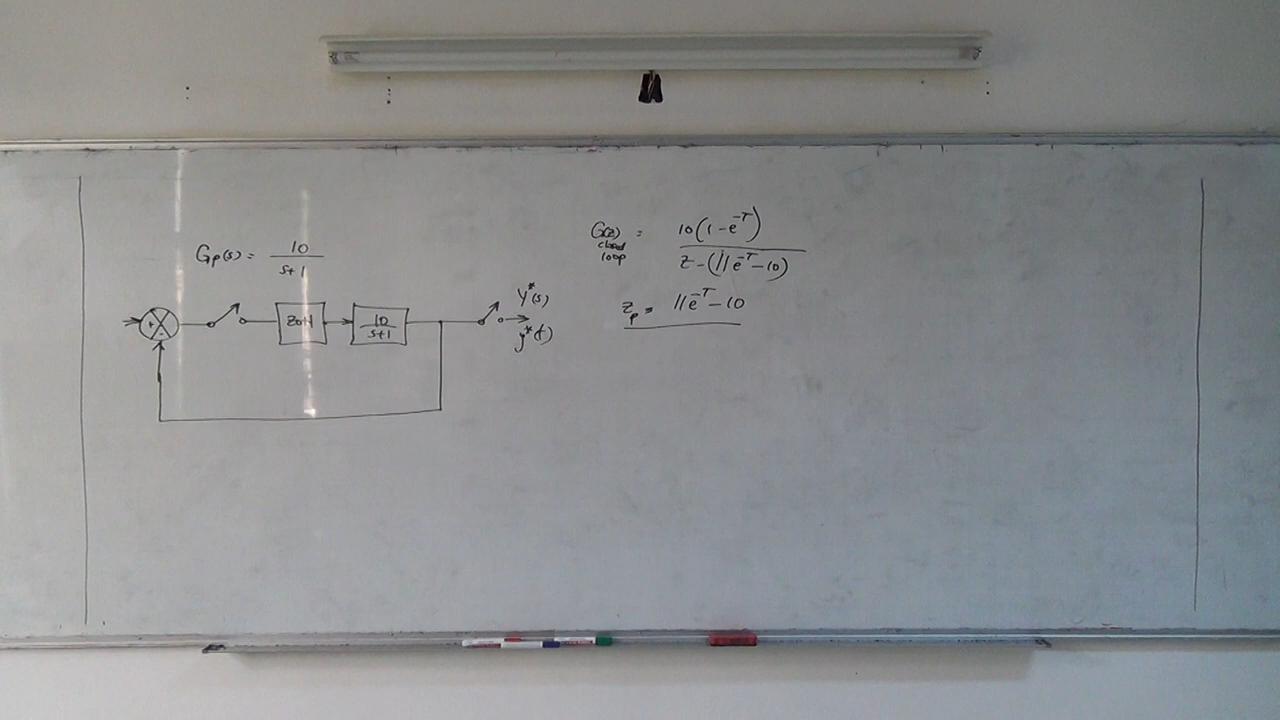 Gp(s) = 10
s+1
+
-
ZOH
10
s+1
Y*(s)
y*(t)
G(z) = 10(1-e^-T)
closed
loop
z-(11e^-T-10)
zp = 11e^-T-10